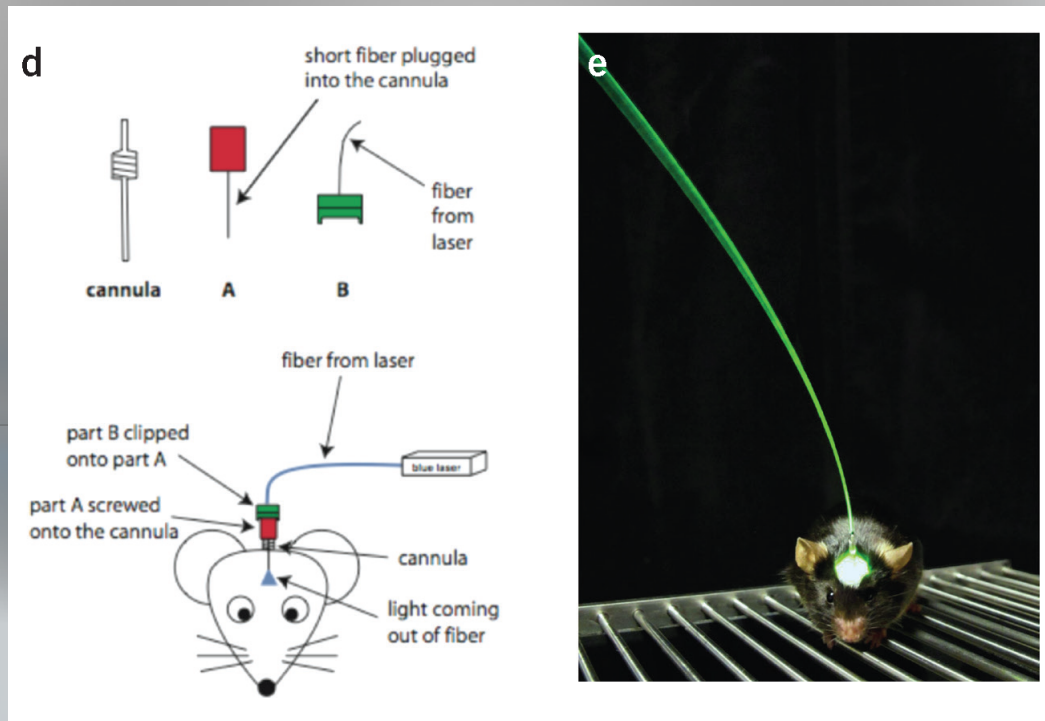 d
short fiber plugged
into the cannula
fiber
from
laser
cannula
A
B
fiber from laser
part B clipped
onto part A
blue laser
part A screwed
onto the cannula
cannula
light coming
out of fiber
e